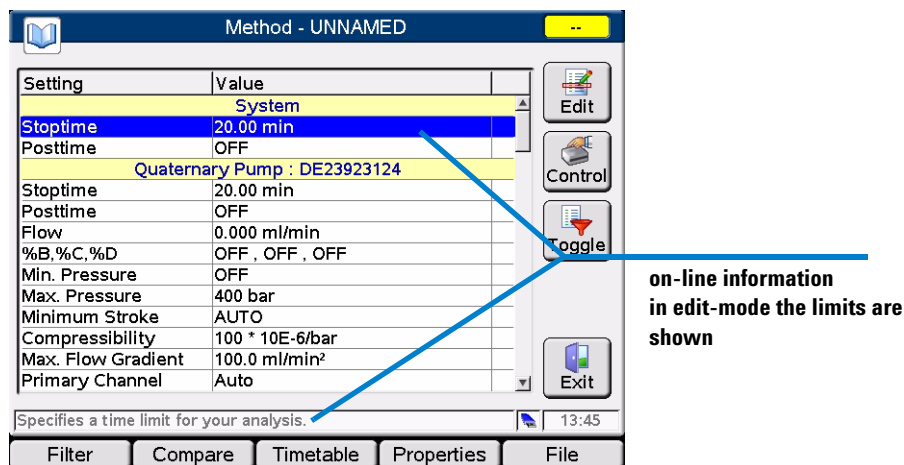 Method - UNNAMED
--
Setting Value
System
Stoptime 20.00 min
Posttime OFF
Quaternary Pump : DE23923124
Stoptime 20.00 min
Posttime OFF
Flow 0.000 ml/min
%B,%C,%D OFF , OFF , OFF
Min. Pressure OFF
Max. Pressure 400 bar
Minimum Stroke AUTO
Compressibility 100 * 10E-6/bar
Max. Flow Gradient 100.0 ml/min²
Primary Channel Auto
Edit
Control
Toggle
Exit
Specifies a time limit for your analysis.
13:45
Filter Compare Timetable Properties File
on-line information
in edit-mode the limits are
shown